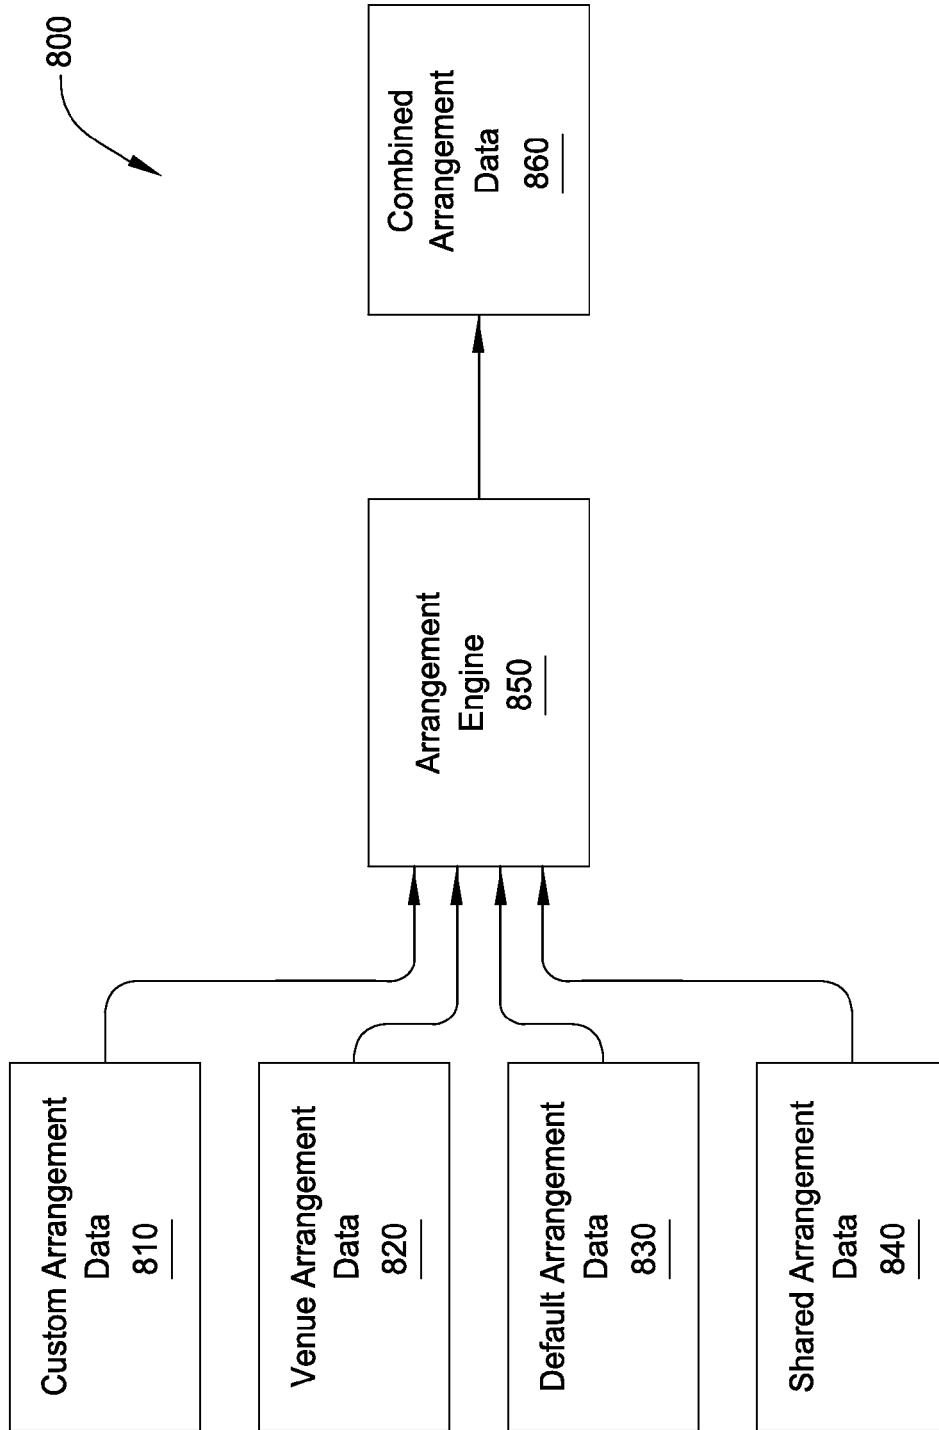 800
Custom Arrangement
Data
810
Venue Arrangement
Data
820
Default Arrangement
Data
830
Shared Arrangement
Data
840
Arrangement
Engine
850
Combined
Arrangement
Data
860